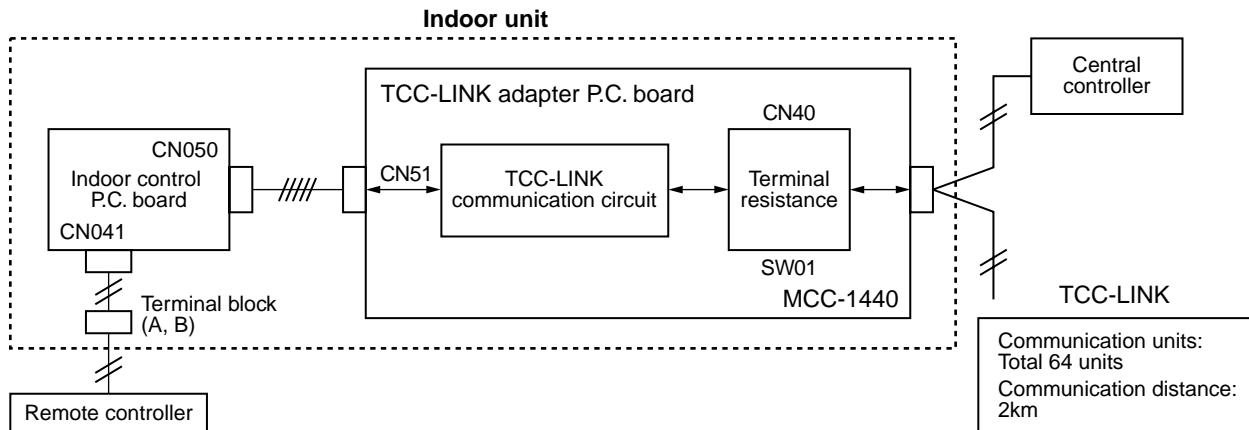 Indoor unit
TCC-LINK adapter P.C. board
CN40
Central
controller
CN050
Indoor control
P.C. board
CN041
CN51
TCC-LINK
communication circuit
Terminal
resistance
SW01
MCC-1440
Terminal block
(A, B)
Remote controller
TCC-LINK
Communication units:
Total 64 units
Communication distance:
2km